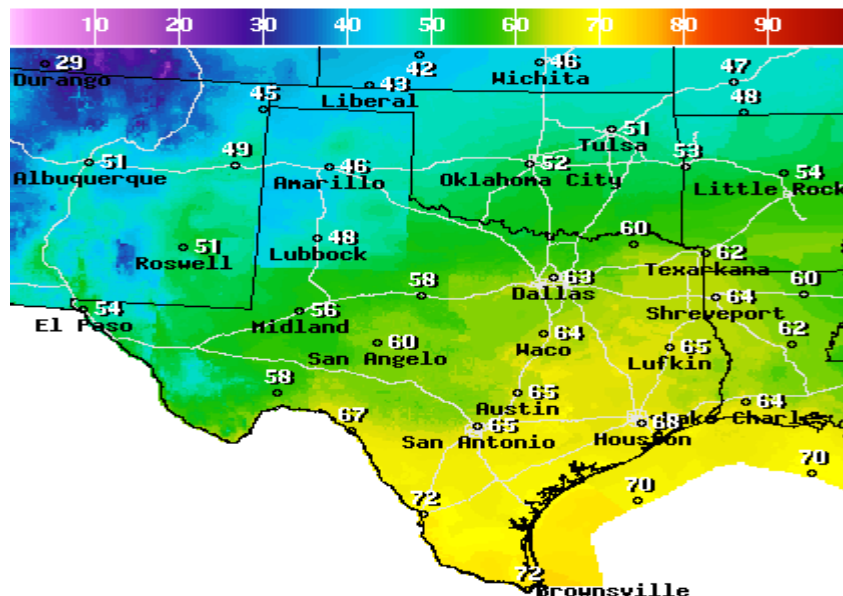 10 20 30 40 50 60 70 80 90
29
Durango
42
46
Wichita
43
Liberal
47
45
48
51
Tulsa
51
Albuquerque
49
46
Amarillo
52
Oklahoma City
53
54
Little Rock
51
Roswell
48
Lubbock
60
62
Texarkana
58
63
Dallas
60
54
El Paso
56
Midland
64
Shreveport
60
San Angelo
64
Waco
65
Lufkin
62
58
65
Austin
64
Lake Charles
67
65
San Antonio
68
Houston
70
70
72
72
Brownsville